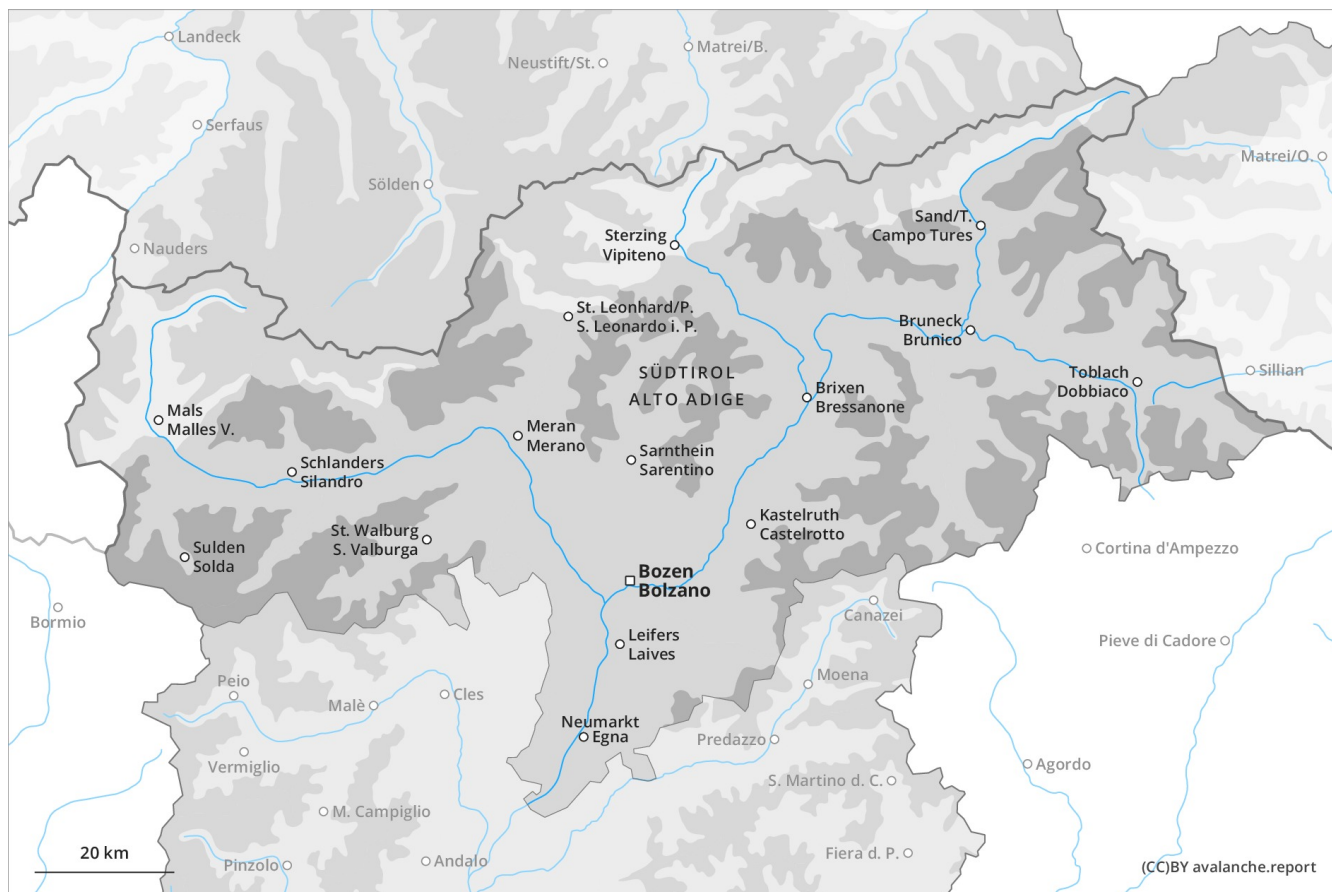 Landeck
Matrei/B.
Neustift/St.
Serfaus
Matrei/O.
Sölden
Sand/T.
Campo Tures
Sterzing
Vipiteno
Nauders
St. Leonhard/P.
S. Leonardo i. P.
Bruneck
Brunico
SÜDTIROL
ALTO ADIGE
Toblach
Dobbiaco
Sillian
Brixen
Bressanone
Mals
Malles V.
Meran
Merano
Sarnthein
Sarentino
Schlanders
Silandro
Kastelruth
Castelrotto
St. Walburg
S. Valburga
Sulden
Solda
Cortina d'Ampezzo
Bozen
Bolzano
Bormio
Canazei
Leifers
Laives
Pieve di Cadore
Peio
Moena
Malè
Cles
Neumarkt
Egna
Predazzo
Vermiglio
Agordo
S. Martino d. C.
M. Campiglio
20 km
Pinzolo
Andalo
Fiera d. P.
(CC)BY avalanche.report